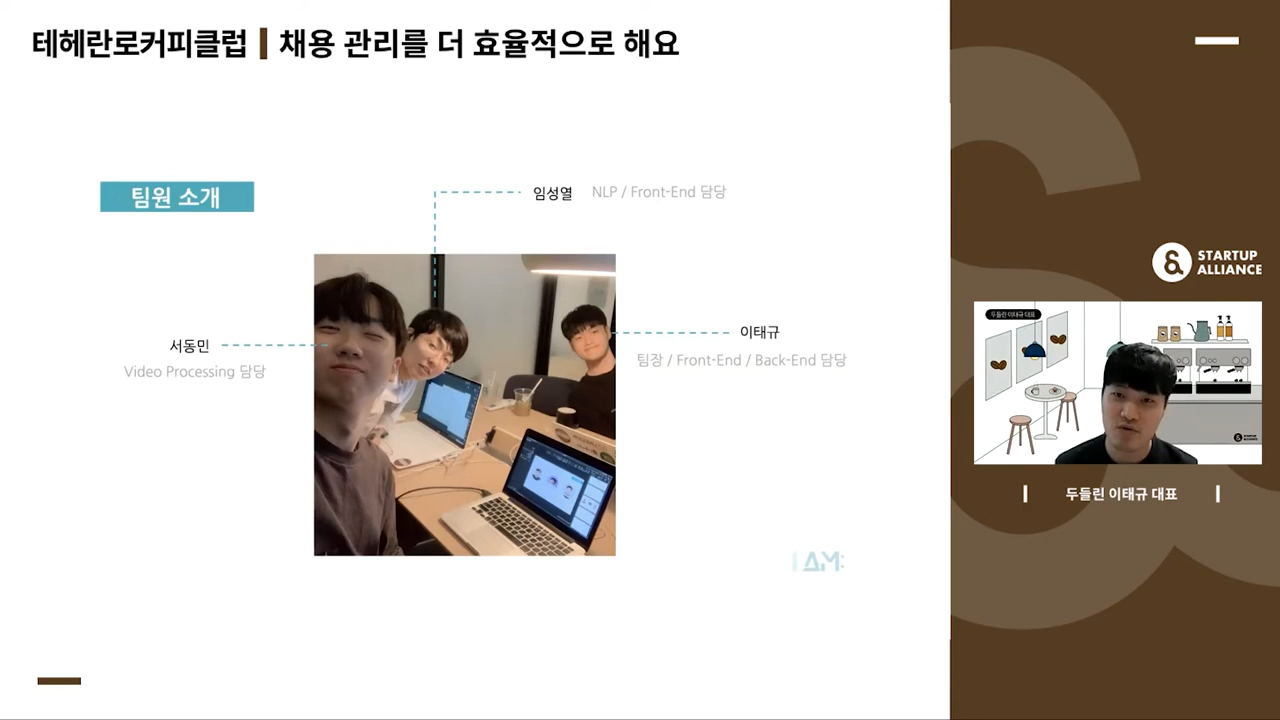 테헤란로커피클럽 | 채용 관리를 더 효율적으로 해요
팀원 소개
임성열 NLP / Front-End 담당
서동민
Video Processing 담당
이태규
팀장 / Front-End / Back-End 담당
I AM:
STARTUP
ALLIANCE
두들린 이태규 대표
STARTUP
ALLIANCE
두들린 이태규 대표